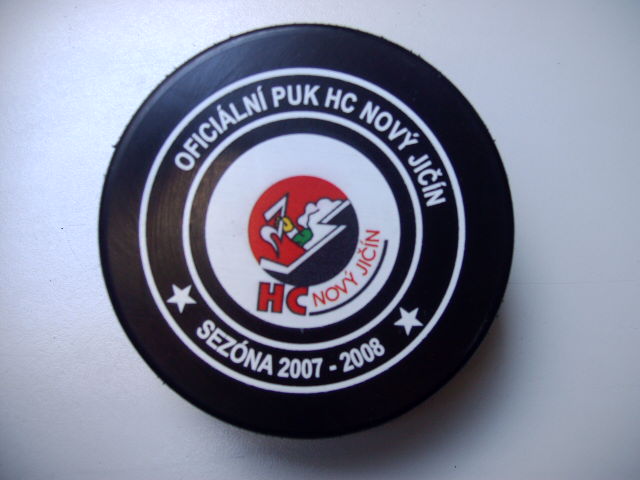 OFICIÁLNÍ PUK HC NOVÝ JIČÍN
HC NOVÝ JIČÍN
SEZÓNA 2007 - 2008